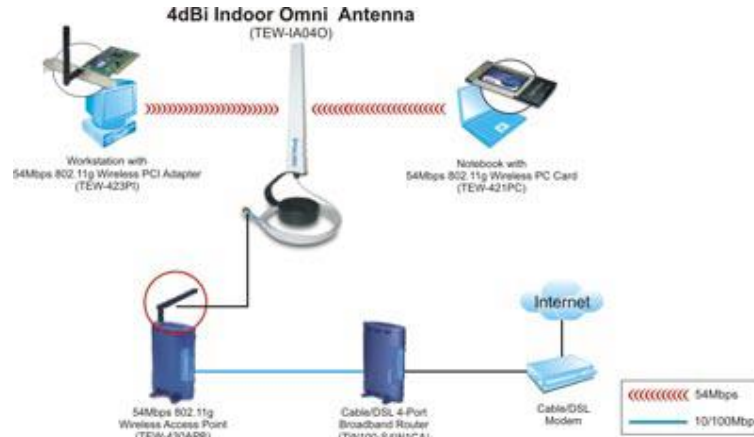 4dBi Indoor Omni Antenna
(TEW-IA04O)
Workstation with
54Mbps 802.11g Wireless PCI Adapter
(TEW-423PI)
Notebook with
54Mbps 802.11g Wireless PC Card
(TEW-421PC)
Internet
54Mbps 802.11g
Wireless Access Point
Cable/DSL 4-Port
Broadband Router
Cable/DSL
Modem
54Mbps
10/100Mbp